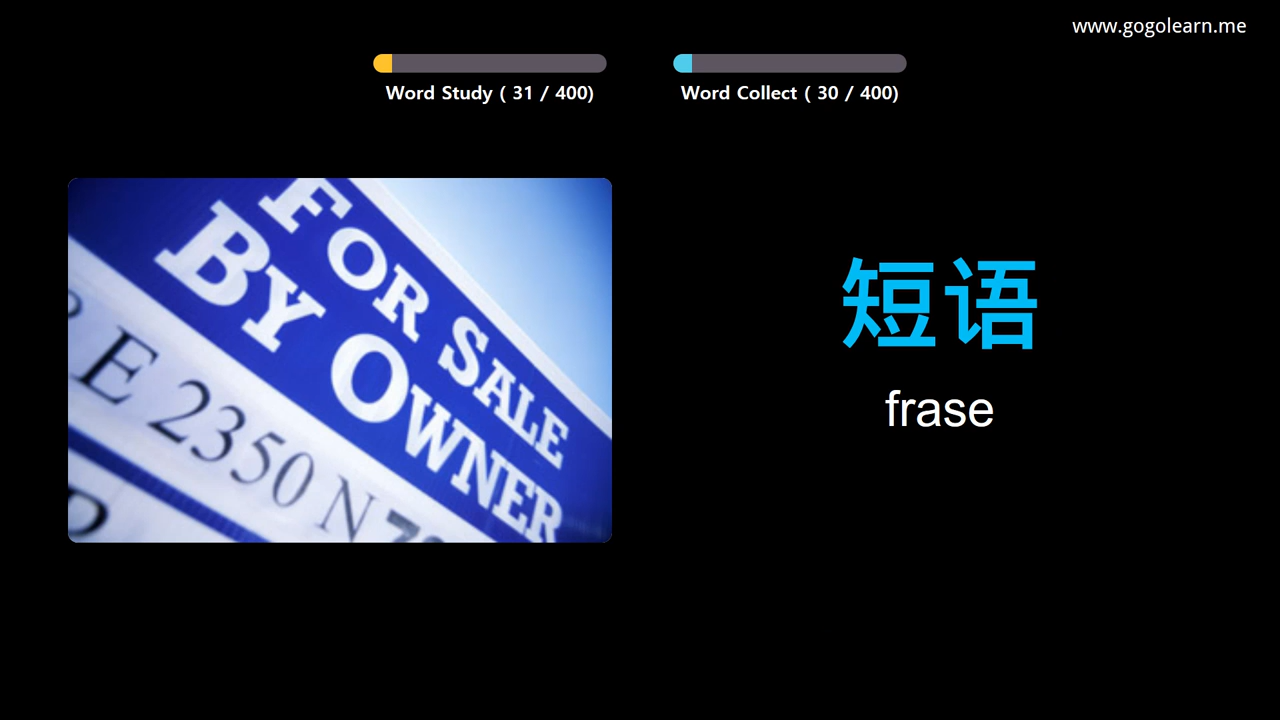 www.gogolearn.me
Word Study ( 31 / 400)
Word Collect ( 30 / 400)
FOR SALE
BY OWNER
E 2350 N
短语
frase